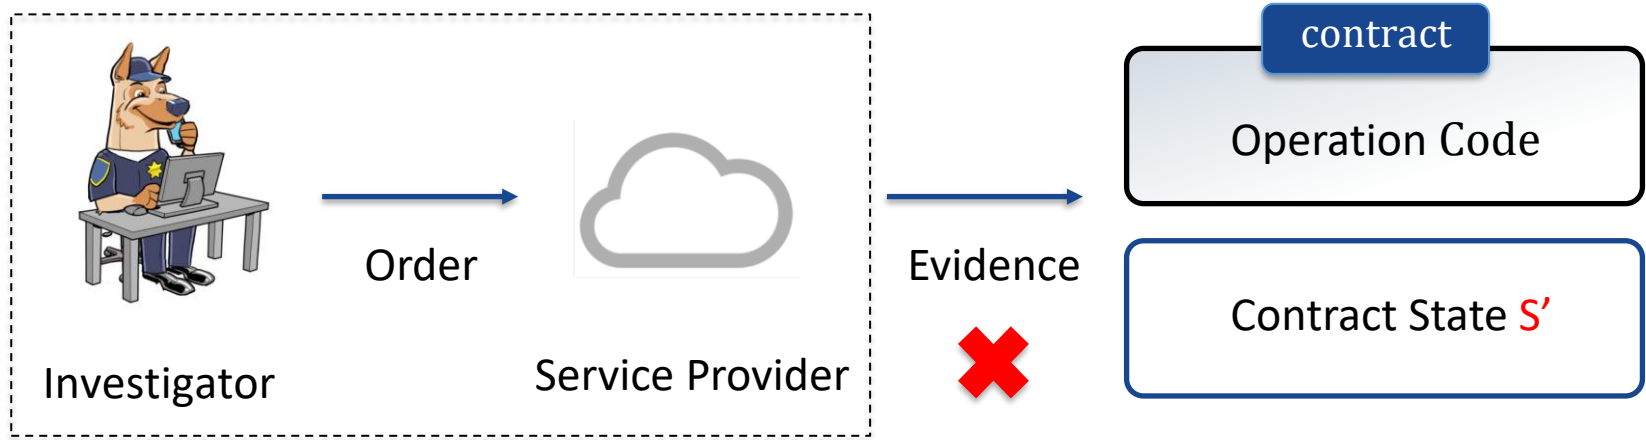 contract
Operation Code
Order
Evidence
Contract State S’
Investigator
Service Provider